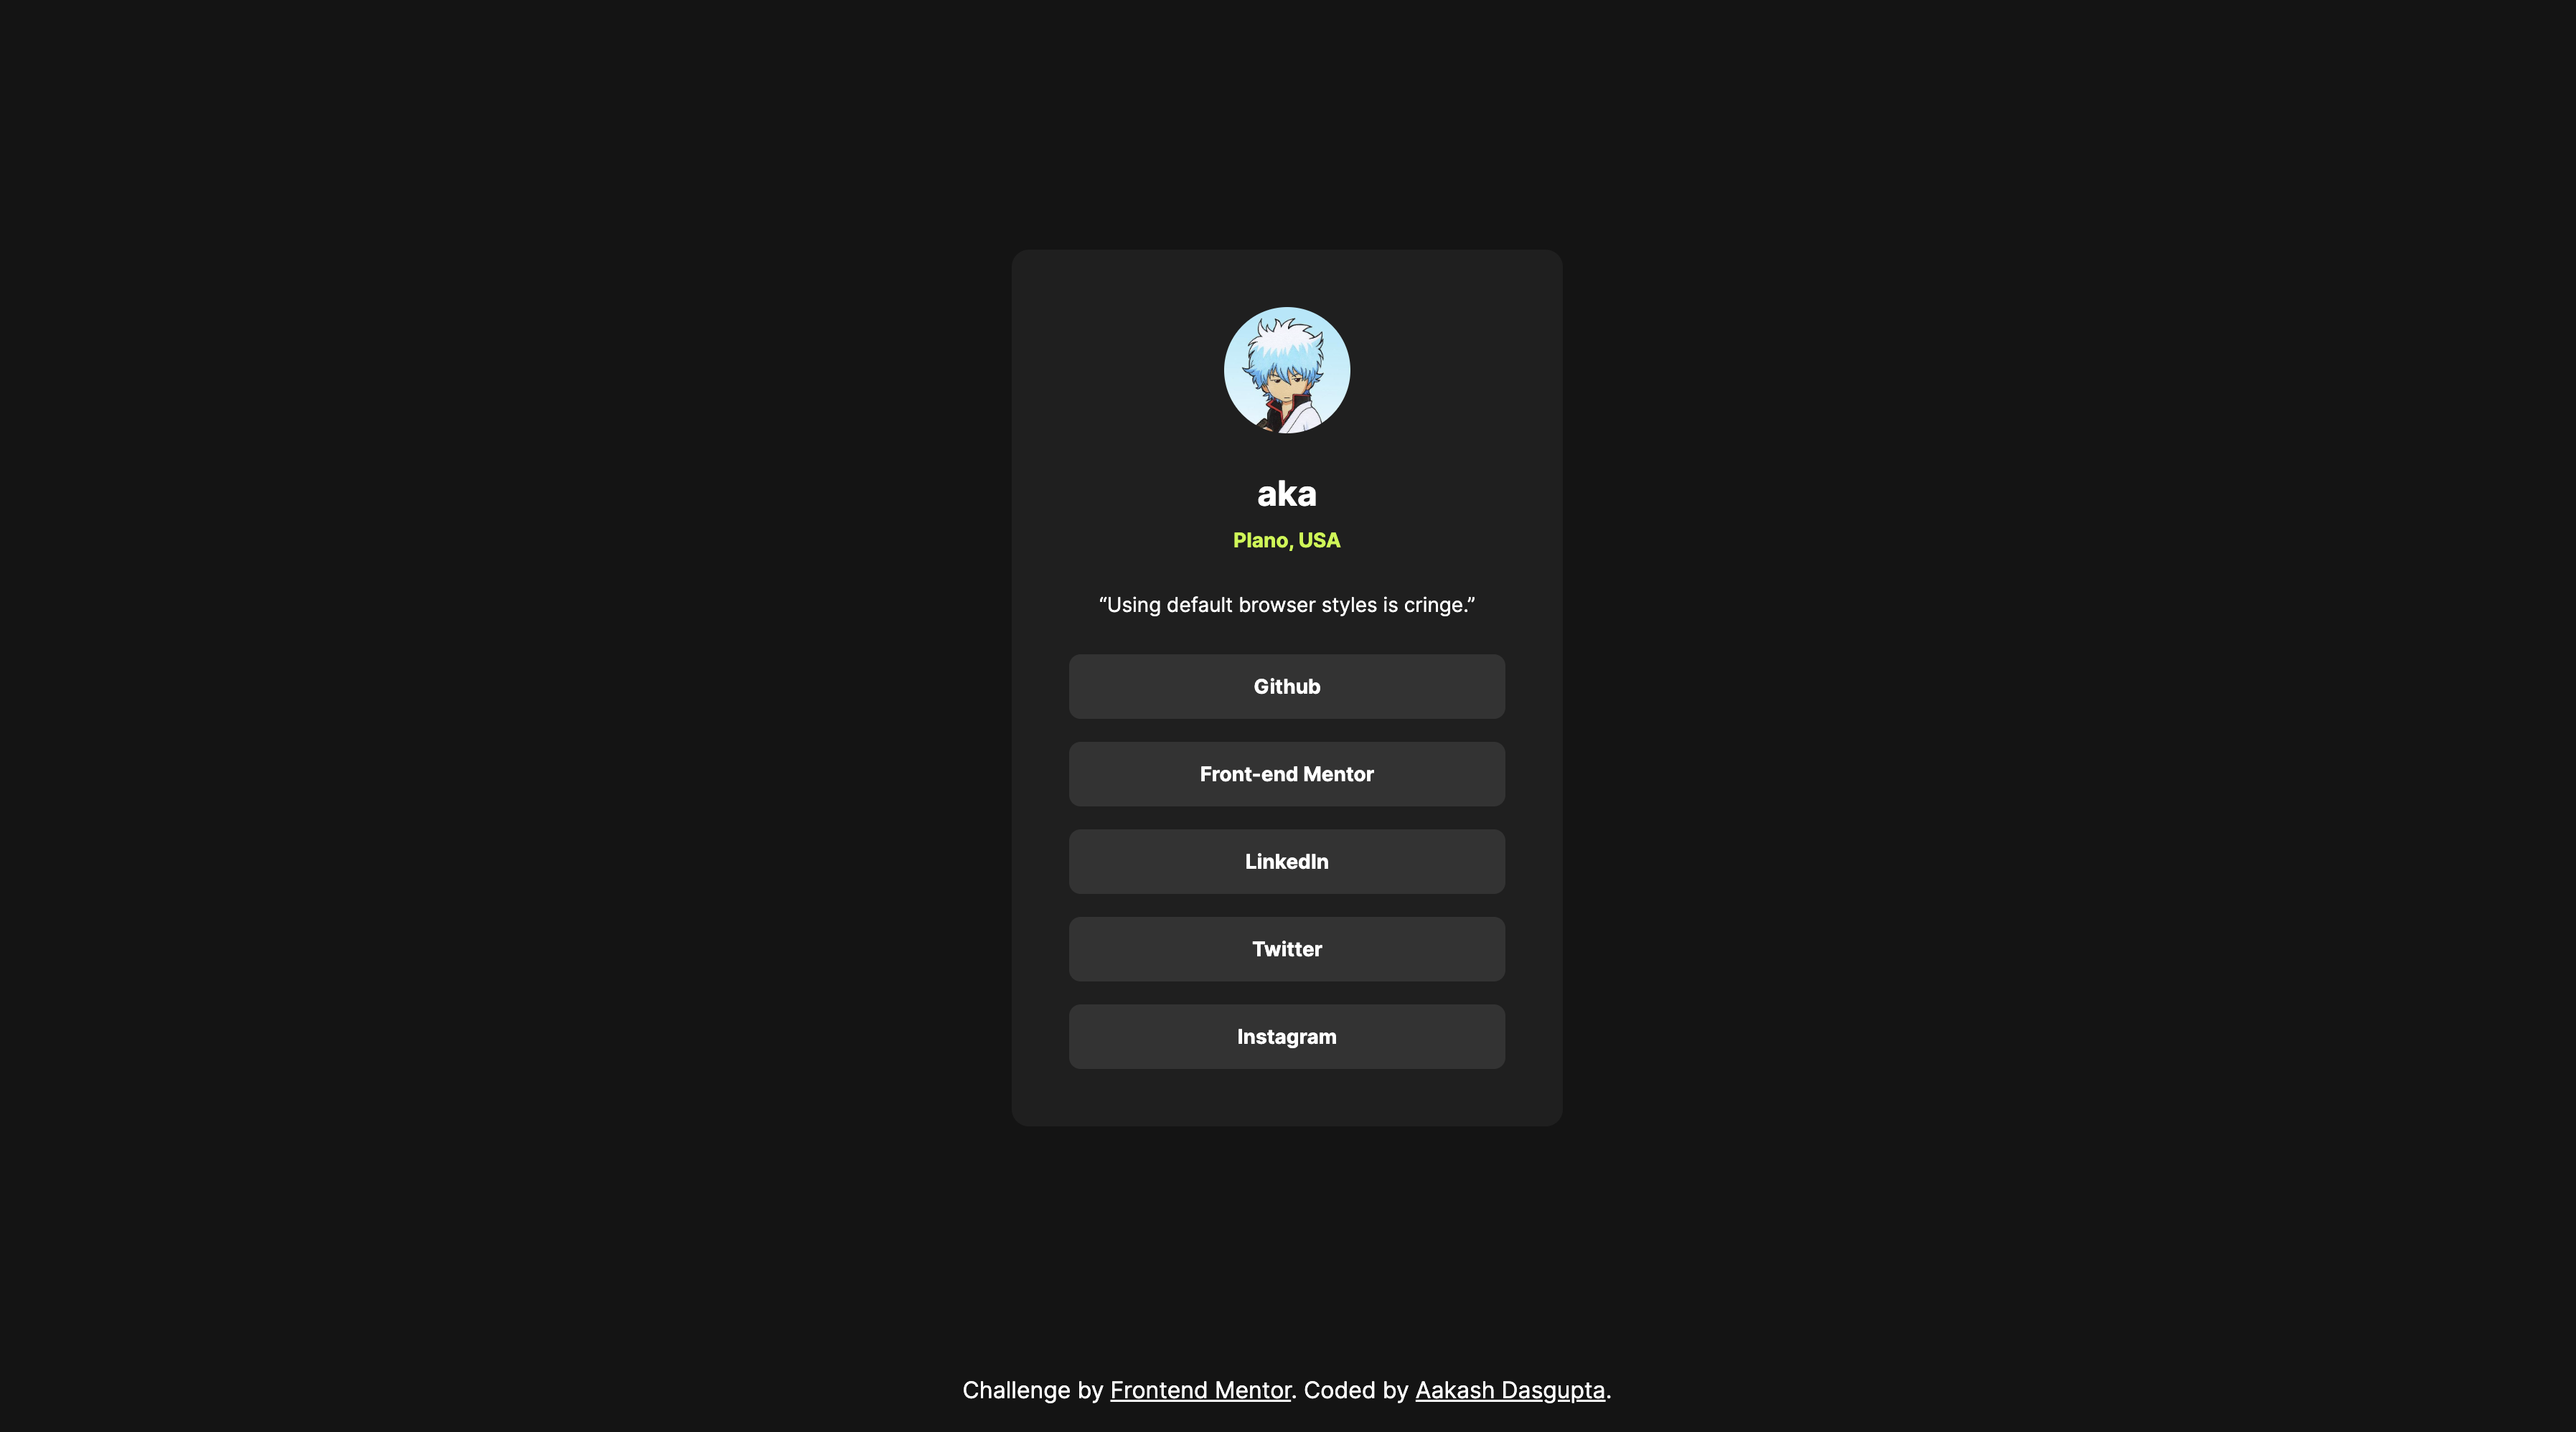 aka
Plano, USA
“Using default browser styles is cringe.”
Github
Front-end Mentor
LinkedIn
Twitter
Instagram
Challenge by Frontend Mentor. Coded by Aakash Dasgupta.